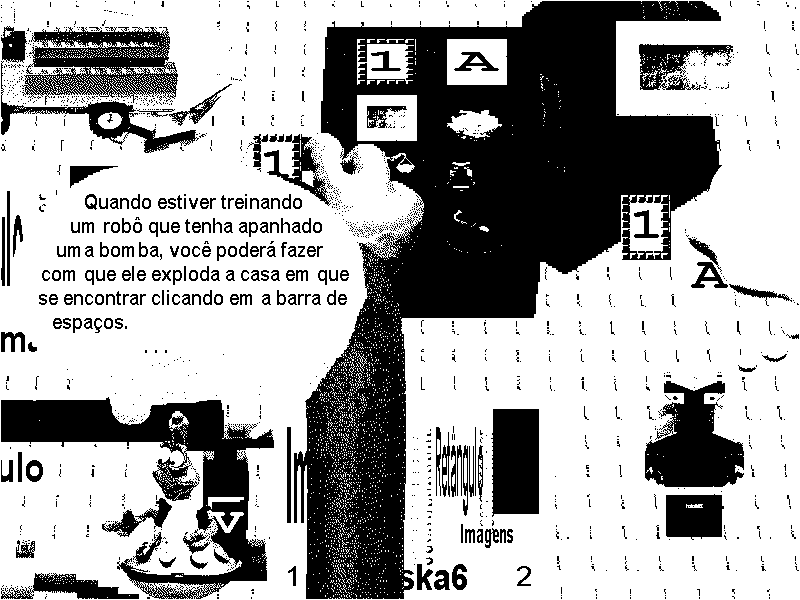 1 A
1
Quando estiver treinando
um robô que tenha apanhado
uma bomba, você poderá fazer
com que ele exploda a casa em que
se encontrar clicando em a barra de
espaços.
1
A
ulo
Im
Retângulo
Imagens
1
ska6
2